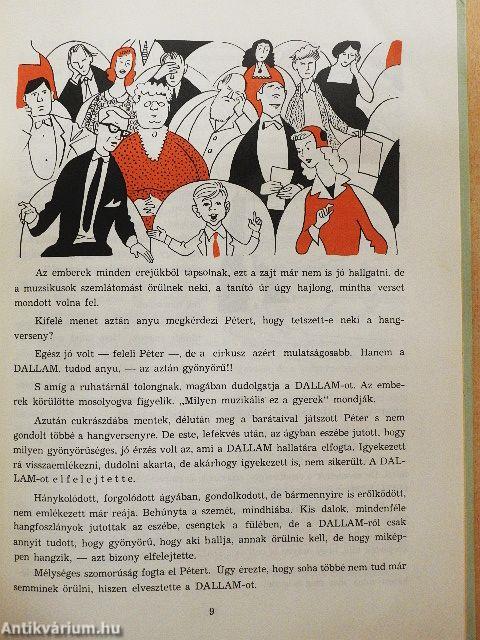 Az emberek minden erejükből tapsolnak, ezt a zajt már nem is jó hallgatni, de
a muzsikusok szemlátomást örülnek neki, a tanító úr úgy hajlong, mintha verset
mondott volna fel.
Kifelé menet aztán anyu megkérdezi Pétert, hogy tetszett-e neki a hang-
verseny?
Egész jó volt — feleli Péter —, de a cirkusz azért mulatságosabb. Hanem a
DALLAM, tudod anyu, — az aztán gyönyörű!!
S amíg a ruhatárnál tolongnak, magában dudolgatja a DALLAM-ot. Az embe-
rek körülötte mosolyogva figyelik. „Milyen muzikális ez a gyerek" mondják.
Azután cukrászdába mentek, délután meg a barátaival játszott Péter s nem
gondolt többé a hangversenyre. De este, lefekvés után, az ágyban eszébe jutott, hogy
milyen gyönyörűséges, jó érzés volt az, ami a DALLAM hallatára elfogta. Igyekezett
rá visszaemlékezni, dudolni akarta, de akárhogy igyekezett is, nem sikerült. A DAL-
LAM-ot elfelejtette.
Hánykolódott, forgolódott ágyában, gondolkodott, de bármennyire is erőlködött,
nem emlékezett már reája. Behúnyta a szemét, mindhiába. Kis dalok, mindenféle
hangfoszlányok jutottak az eszébe, csengtek a fülében, de a DALLAM-ról csak
annyit tudott, hogy gyönyörű, hogy aki hallja, annak örülnie kell, de hogy mikép-
pen hangzik, — azt bizony elfelejtette.
Mélységes szomorúság fogta el Pétert. Úgy érezte, hogy soha többé nem tud már
semminek örülni, hiszen elvesztette a DALLAM-ot.
9
Antikvárium.hu